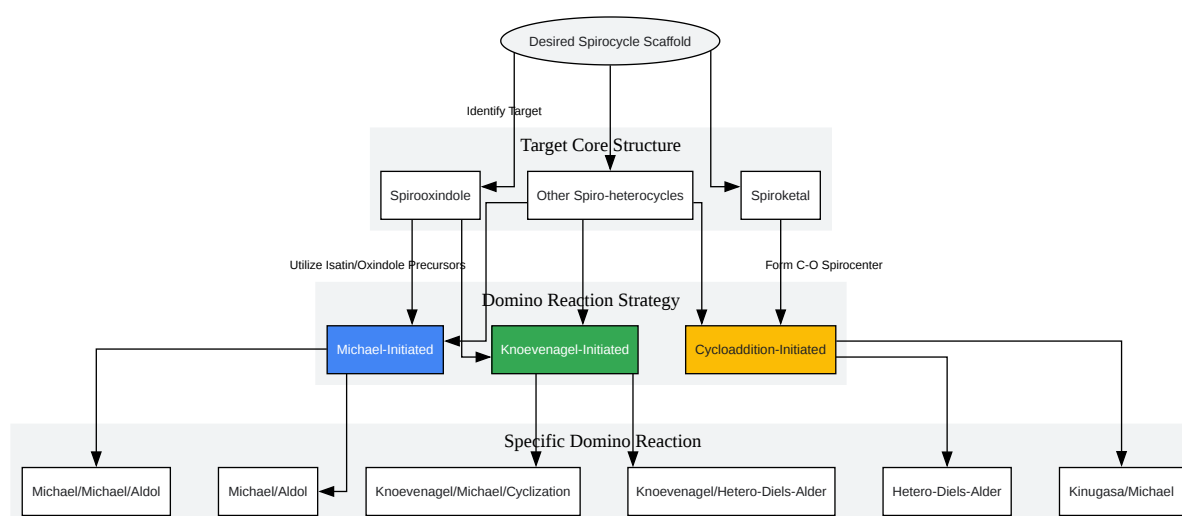 Desired Spirocycle Scaffold
Identify Target
Target Core Structure
Spirooxindole
Other Spiro-heterocycles
Spiroketal
Utilize Isatin/Oxindole Precursors
Form C-O Spirocenter
Domino Reaction Strategy
Michael-Initiated
Knoevenagel-Initiated
Cycloaddition-Initiated
Specific Domino Reaction
Michael/Michael/Aldol
Michael/Aldol
Knoevenagel/Michael/Cyclization
Knoevenagel/Hetero-Diels-Alder
Hetero-Diels-Alder
Kinugasa/Michael